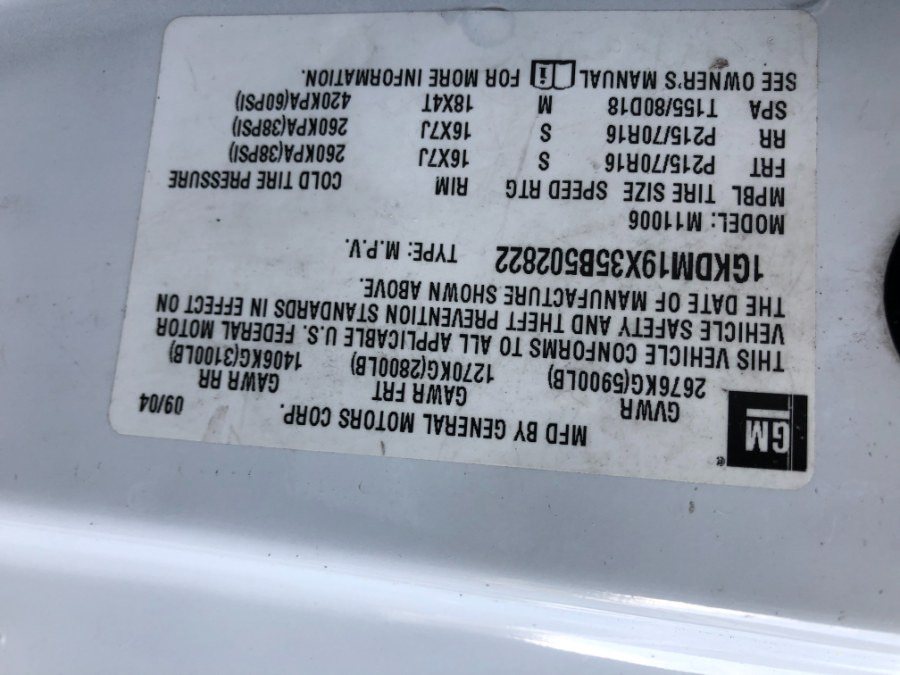 GM
MFD BY GENERAL MOTORS CORP. 09/04
GVWR GAWR FRT GAWR RR
2676KG(5900LB) 1270KG(2800LB) 1406KG(3100LB)
THIS VEHICLE CONFORMS TO ALL APPLICABLE U.S. FEDERAL MOTOR
VEHICLE SAFETY AND THEFT PREVENTION STANDARDS IN EFFECT ON
THE DATE OF MANUFACTURE SHOWN ABOVE.
1GKDM19X35B502822 TYPE: M.P.V.
MODEL: M11006
MPBL TIRE SIZE SPEED RTG RIM COLD TIRE PRESSURE
FRT P215/70R16 S 16X7J 260KPA(38PSI)
RR P215/70R16 S 16X7J 260KPA(38PSI)
SPA T155/80D18 M 18X4T 420KPA(60PSI)
SEE OWNER'S MANUAL i FOR MORE INFORMATION.